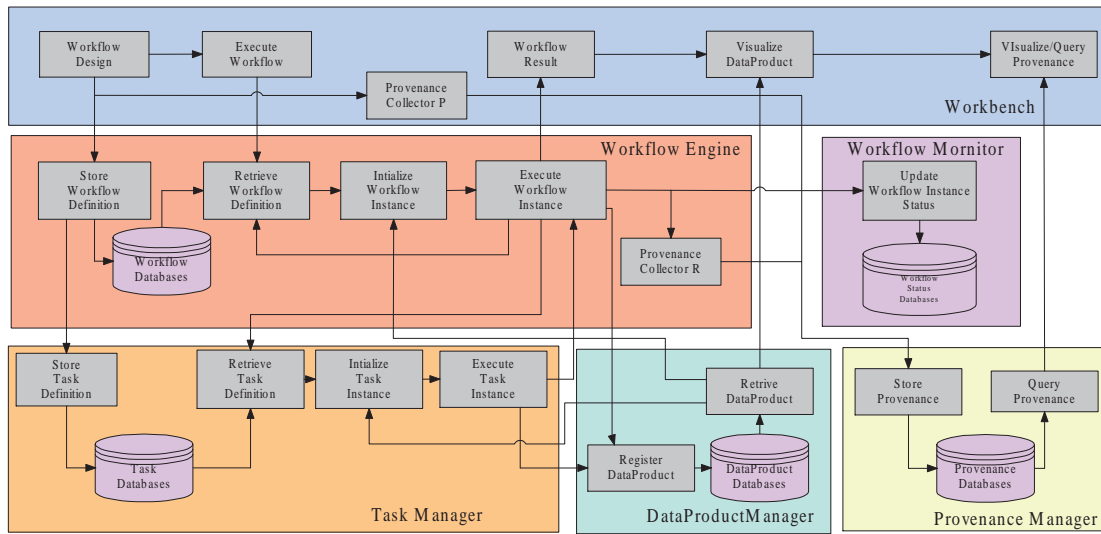 Workflow
Design
Execute
Workflow
Workflow
Result
Visualize
DataProduct
VIsualize/Query
Provenance
Provenance
Collector P
Workbench
Workflow Engine
Store
Workflow
Definition
Retrieve
Workflow
Definition
Intialize
Workflow
Instance
Execute
Workflow
Instance
Workflow
Databases
Provenance
Collector R
Workflow Mornitor
Update
Workflow Instance
Status
Workflow
Status
Databases
Store
Task
Definition
Retrieve
Task
Definition
Intialize
Task
Instance
Execute
Task
Instance
Task
Databases
Task Manager
Retrive
DataProduct
Register
DataProduct
DataProduct
Databases
DataProductManager
Store
Provenance
Query
Provenance
Provenance
Databases
Provenance Manager